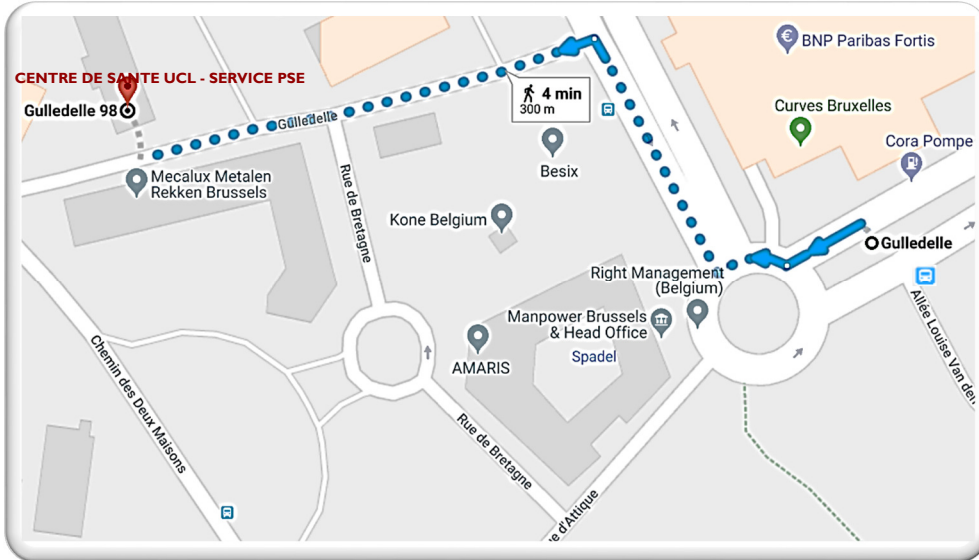 BNP Paribas Fortis
CENTRE DE SANTE UCL - SERVICE PSE
4 min
300 m
Gulledelle 98
Gulledelle
Curves Bruxelles
Cora Pompe
Besix
Mecalux Metalen
Rekken Brussels
Rue de Bretagne
Kone Belgium
Gulledelle
Right Management
(Belgium)
Manpower Brussels
& Head Office
Spadel
AMARIS
Allée Louise Van den
Chemin des Deux Maisons
Rue de Bretagne
e d'Attique